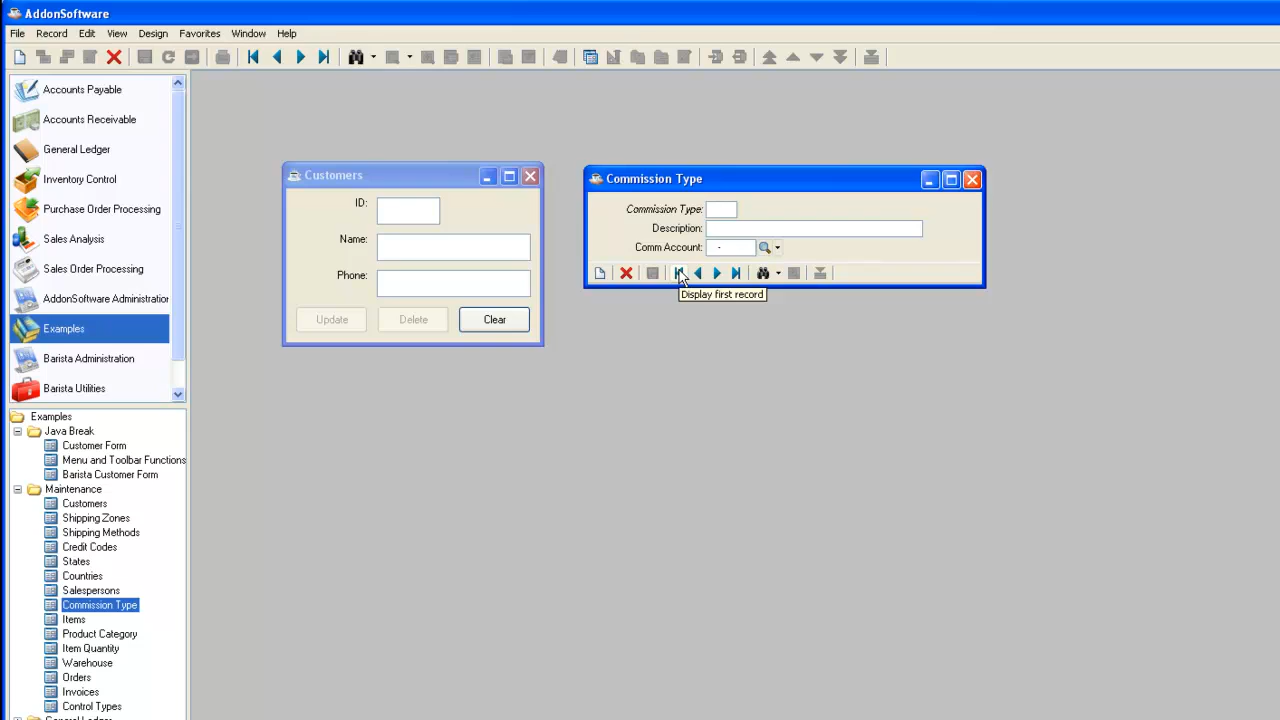 AddonSoftware
File Record Edit View Design Favorites Window Help
Accounts Payable
Accounts Receivable
General Ledger
Inventory Control
Purchase Order Processing
Sales Analysis
Sales Order Processing
AddonSoftware Administration
Examples
Barista Administration
Barista Utilities
Examples
Java Break
Customer Form
Menu and Toolbar Functions
Barista Customer Form
Maintenance
Customers
Shipping Zones
Shipping Methods
Credit Codes
States
Countries
Salespersons
Commission Type
Items
Product Category
Item Quantity
Warehouse
Orders
Invoices
Control Types
General Ledger
Customers
ID:
Name:
Phone:
Update Delete Clear
Commission Type
Commission Type:
Description:
Comm Account: -
Display first record